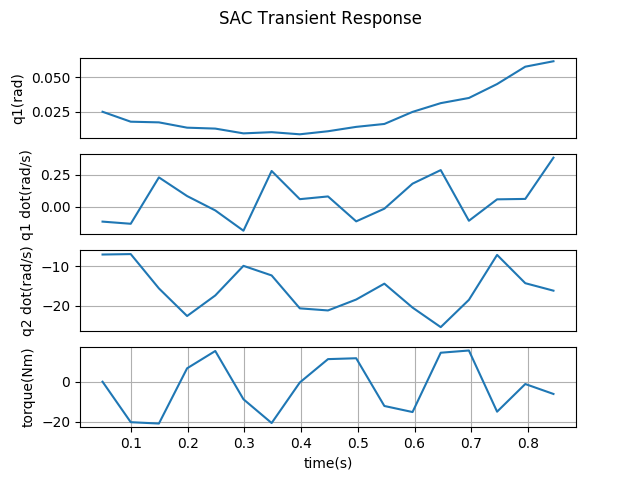 SAC Transient Response
q1(rad)
0.050
0.025
q1 dot(rad/s)
0.25
0.00
q2 dot(rad/s)
−10
−20
torque(Nm)
0
−20
0.1 0.2 0.3 0.4 0.5 0.6 0.7 0.8
time(s)